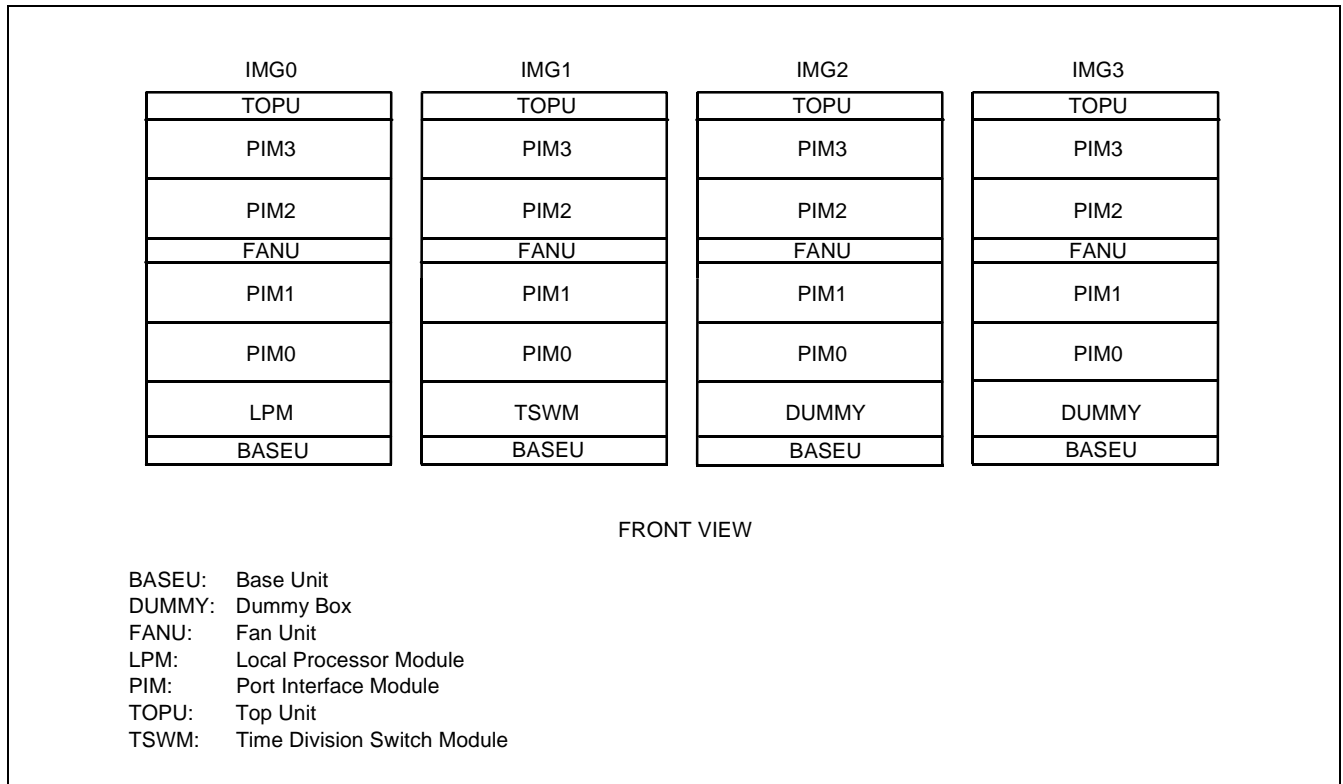 IMG0 IMG1 IMG2 IMG3
TOPU TOPU TOPU TOPU
PIM3 PIM3 PIM3 PIM3
PIM2 PIM2 PIM2 PIM2
FANU FANU FANU FANU
PIM1 PIM1 PIM1 PIM1
PIM0 PIM0 PIM0 PIM0
LPM TSWM DUMMY DUMMY
BASEU BASEU BASEU BASEU
FRONT VIEW
BASEU: Base Unit
DUMMY: Dummy Box
FANU: Fan Unit
LPM: Local Processor Module
PIM: Port Interface Module
TOPU: Top Unit
TSWM: Time Division Switch Module